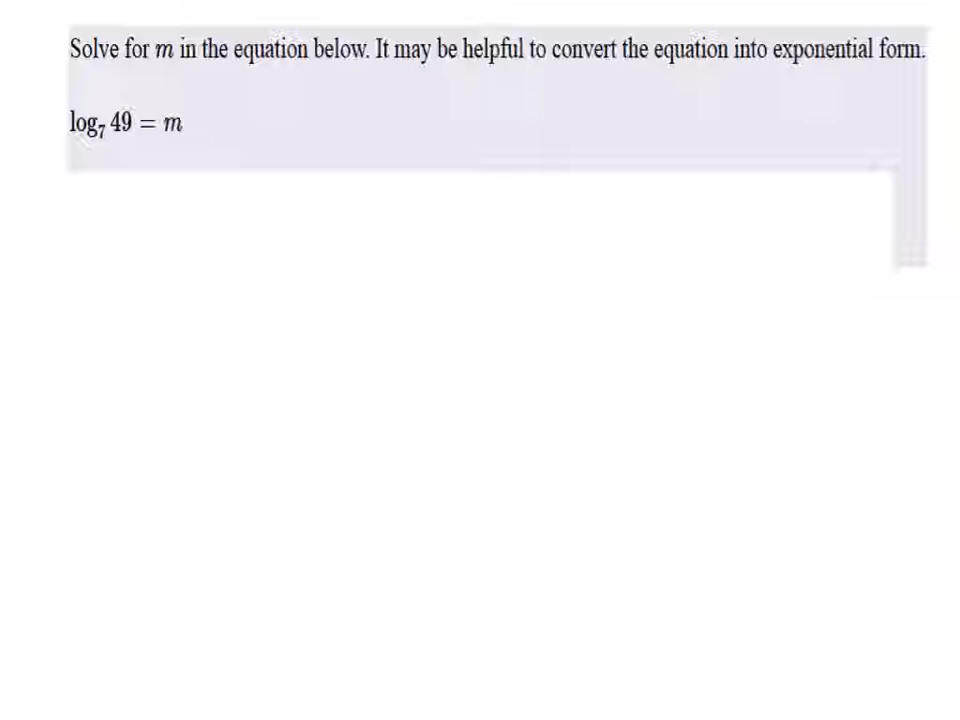 Solve for m in the equation below. It may be helpful to convert the equation into exponential form.
log₇ 49 = m